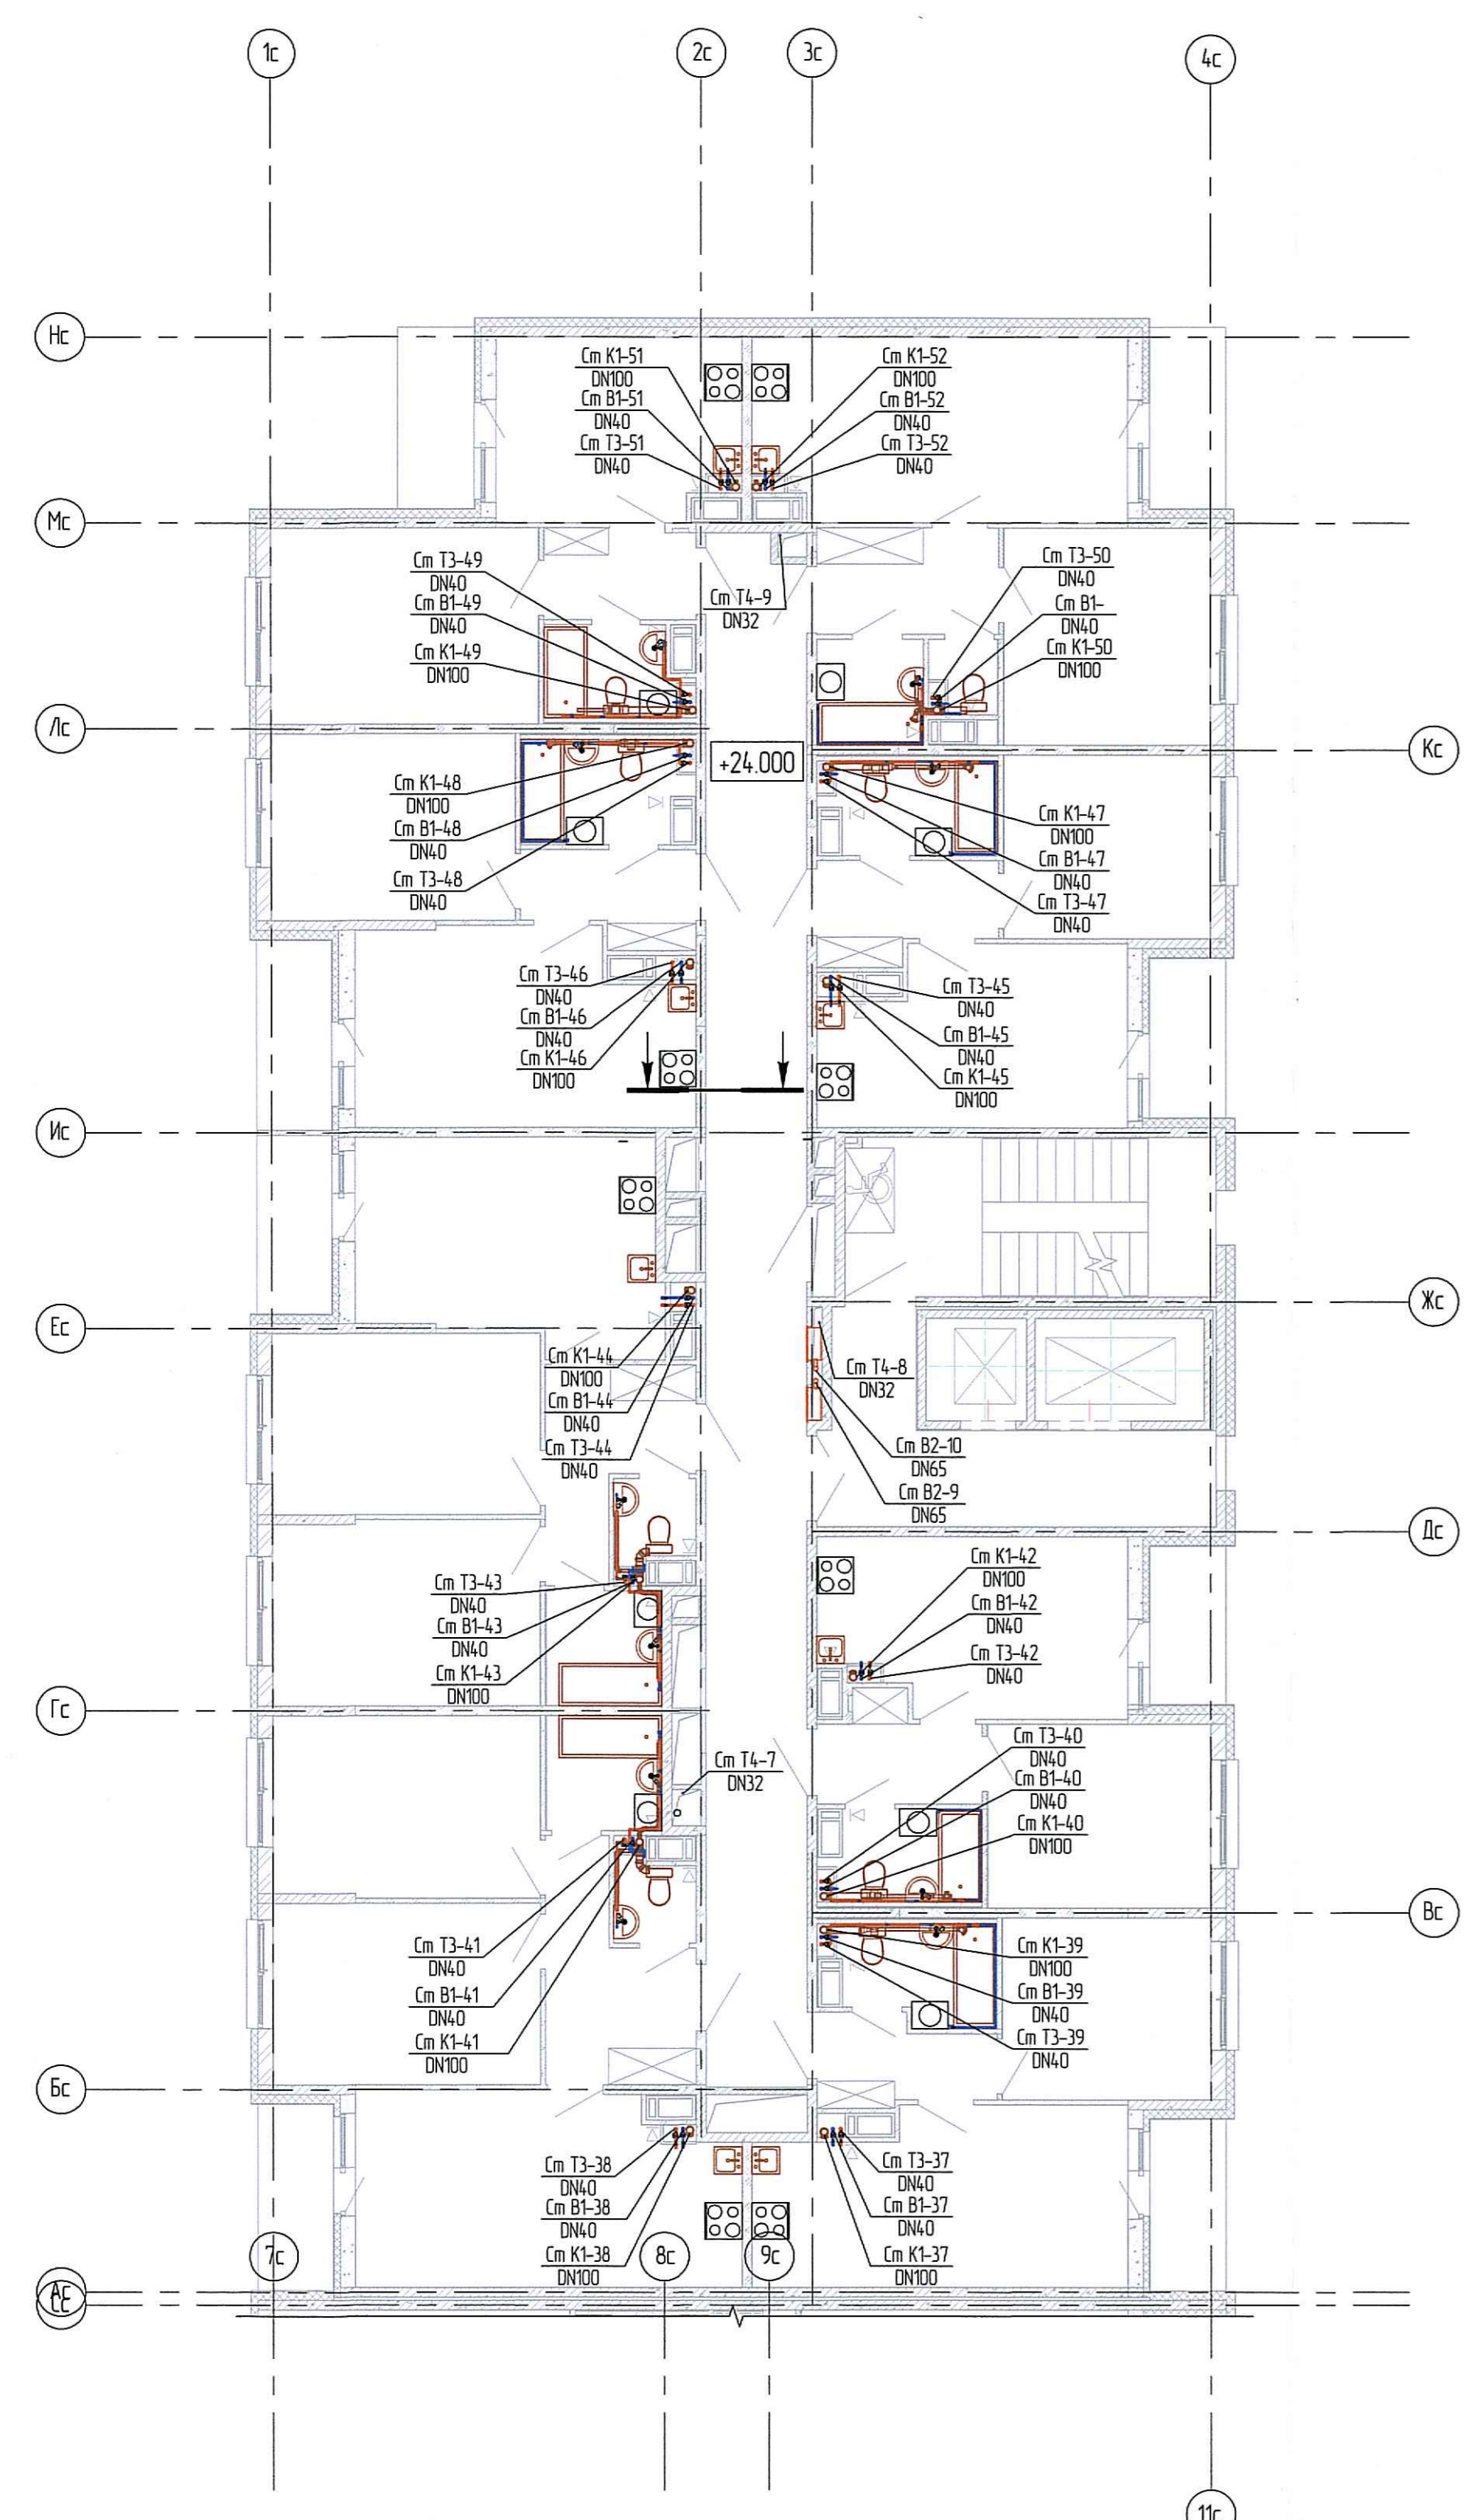 1с
2с
3с
4с
Нс
Ст К1-51
DN100
Ст В1-51
DN40
Ст Т3-51
DN40
Ст К1-52
DN100
Ст В1-52
DN40
Ст Т3-52
DN40
Мс
Ст Т3-49
DN40
Ст В1-49
DN40
Ст К1-49
DN100
Ст Т4-9
DN32
Ст Т3-50
DN40
Ст В1-
DN40
Ст К1-50
DN100
Лс
+24.000
Кс
Ст К1-48
DN100
Ст В1-48
DN40
Ст Т3-48
DN40
Ст К1-47
DN100
Ст В1-47
DN40
Ст Т3-47
DN40
Ст Т3-46
DN40
Ст В1-46
DN40
Ст К1-46
DN100
Ст Т3-45
DN40
Ст В1-45
DN40
Ст К1-45
DN100
Ис
Жс
Ес
Ст К1-44
DN100
Ст В1-44
DN40
Ст Т3-44
DN40
Ст Т4-8
DN32
Ст В2-10
DN65
Ст В2-9
DN65
Дс
Ст Т3-43
DN40
Ст В1-43
DN40
Ст К1-43
DN100
Ст К1-42
DN100
Ст В1-42
DN40
Ст Т3-42
DN40
Гс
Ст Т4-7
DN32
Ст Т3-40
DN40
Ст В1-40
DN40
Ст К1-40
DN100
Вс
Ст Т3-41
DN40
Ст В1-41
DN40
Ст К1-41
DN100
Ст К1-39
DN100
Ст В1-39
DN40
Ст Т3-39
DN40
Бс
Ст Т3-38
DN40
Ст В1-38
DN40
Ст К1-38
DN100
Ст Т3-37
DN40
Ст В1-37
DN40
Ст К1-37
DN100
7с
8с
9с
Ас
11с